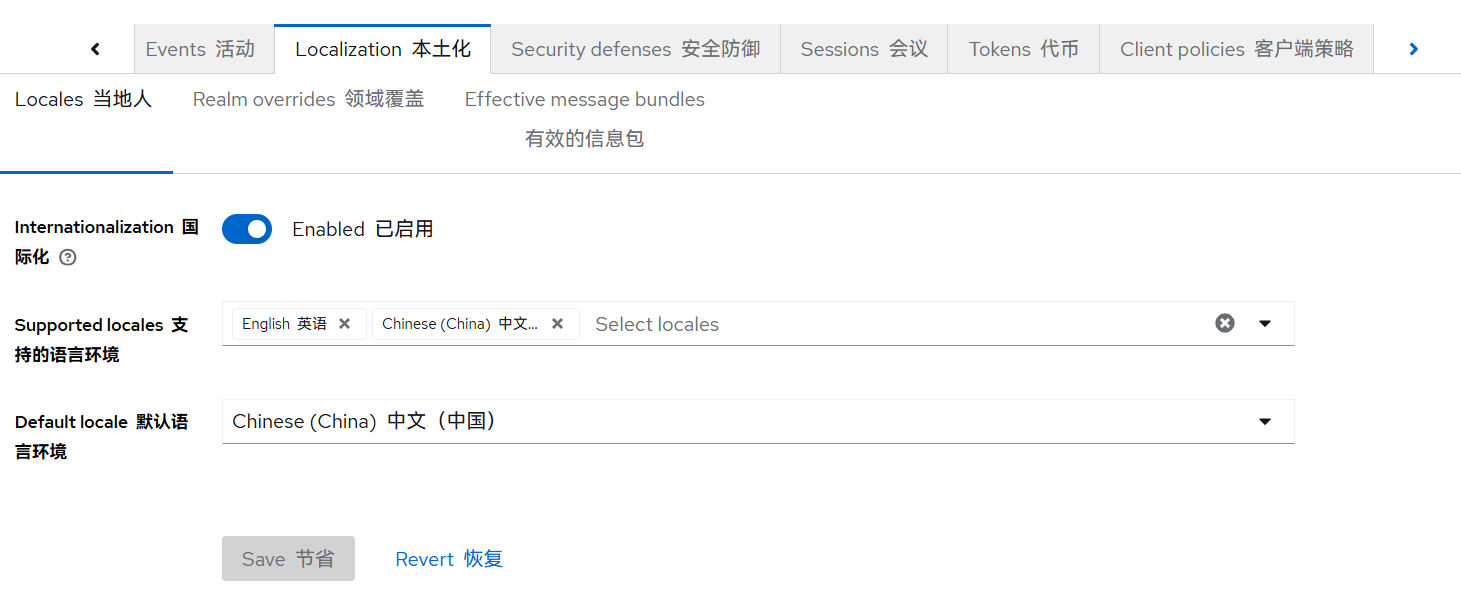 Events 活动 Localization 本土化 Security defenses 安全防御 Sessions 会议 Tokens 代币 Client policies 客户端策略
Locales 当地人 Realm overrides 领域覆盖 Effective message bundles
有效的信息包
Internationalization 国
际化
Enabled 已启用
Supported locales 支
持的语言环境
English 英语 Chinese (China) 中文... Select locales
Default locale 默认语
言环境
Chinese (China) 中文（中国）
Save 节省 Revert 恢复